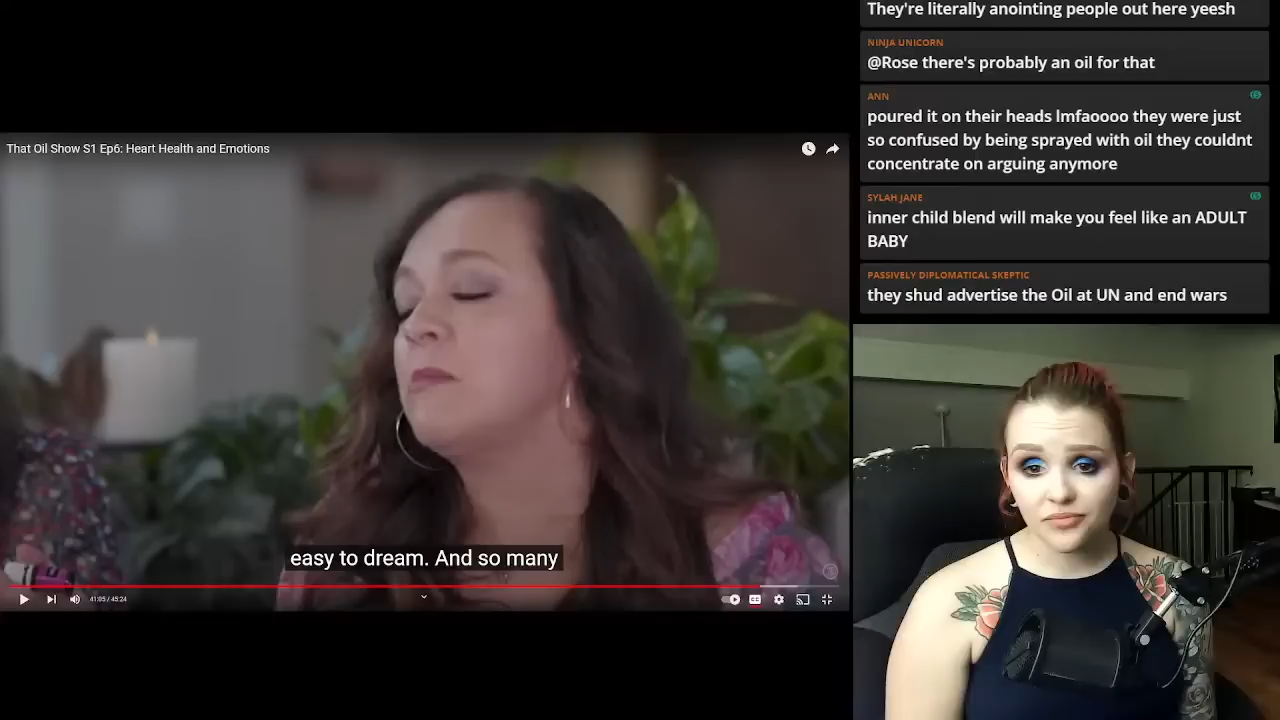 They're literally anointing people out here yeesh
NINJA UNICORN
@Rose there's probably an oil for that
ANN
poured it on their heads lmfaoooo they were just
so confused by being sprayed with oil they couldnt
concentrate on arguing anymore
SYLAH JANE
inner child blend will make you feel like an ADULT
BABY
PASSIVELY DIPLOMATICAL SKEPTIC
they shud advertise the Oil at UN and end wars
That Oil Show S1 Ep6: Heart Health and Emotions
easy to dream. And so many
41:05 / 45:24